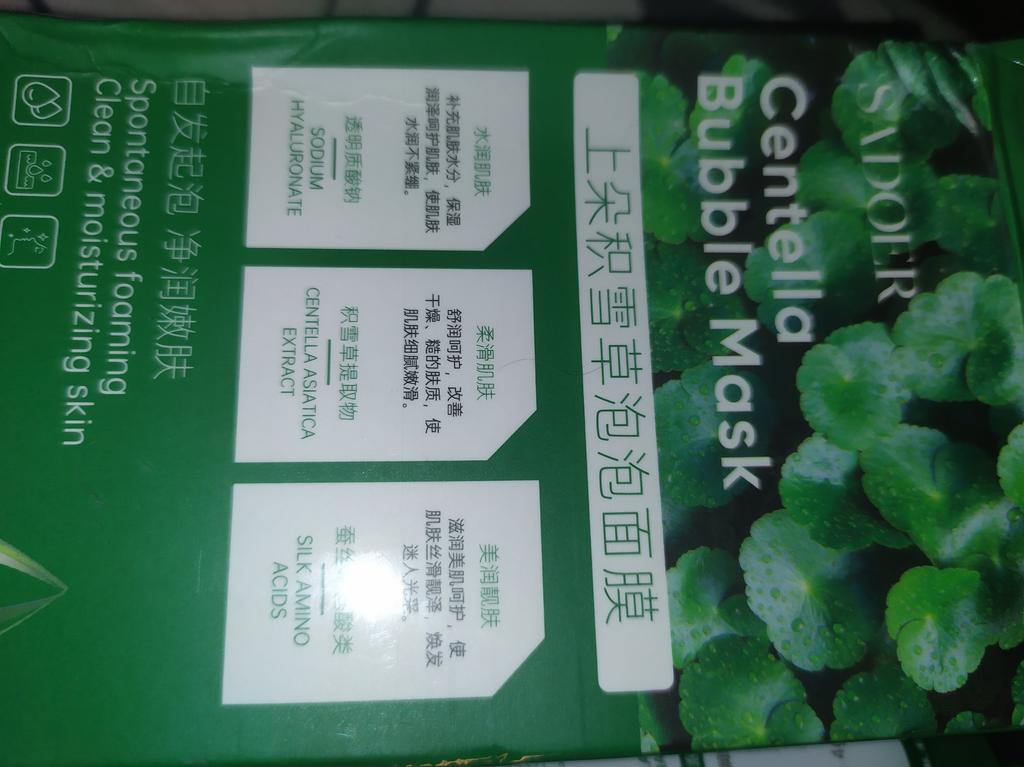 SADOER
Centella
Bubble Mask
上朵积雪草泡泡面膜
水润肌肤
补充肌肤水分，保湿
润泽呵护肌肤，使肌肤
水润不紧绷。
透明质酸钠
SODIUM
HYALURONATE
柔滑肌肤
舒润呵护，改善
干燥、糙的肤质，使
肌肤细腻嫩滑。
积雪草提取物
CENTELLA ASIATICA
EXTRACT
美润靓肤
滋润美肌呵护，使
肌肤丝滑靓泽，焕发
迷人光采。
蚕丝 酸类
SILK AMINO
ACIDS
自发起泡 净润嫩肤
Spontaneous foaming
Clean & moisturizing skin